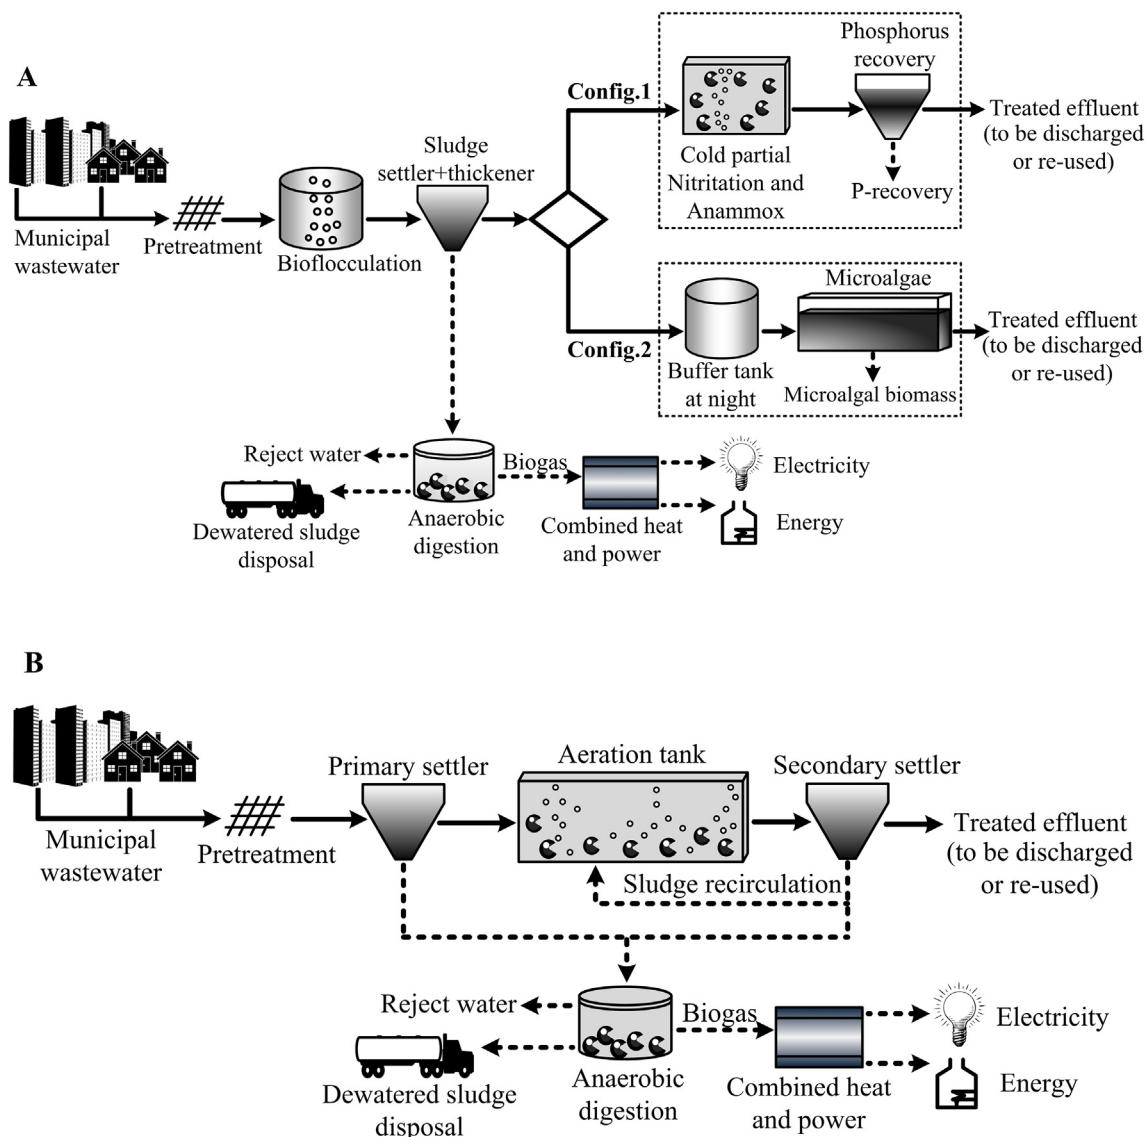 A
Municipal
wastewater
Pretreatment
Bioflocculation
Sludge
settler+thickener
Config.1
Cold partial
Nitritation and
Anammox
Phosphorus
recovery
P-recovery
Treated effluent
(to be discharged
or re-used)
Config.2
Buffer tank
at night
Microalgae
Microalgal biomass
Treated effluent
(to be discharged
or re-used)
Reject water
Dewatered sludge
disposal
Anaerobic
digestion
Biogas
Combined heat
and power
Electricity
Energy
B
Municipal
wastewater
Pretreatment
Primary settler
Aeration tank
Secondary settler
Treated effluent
(to be discharged
or re-used)
Sludge recirculation
Reject water
Dewatered sludge
disposal
Anaerobic
digestion
Biogas
Combined heat
and power
Electricity
Energy